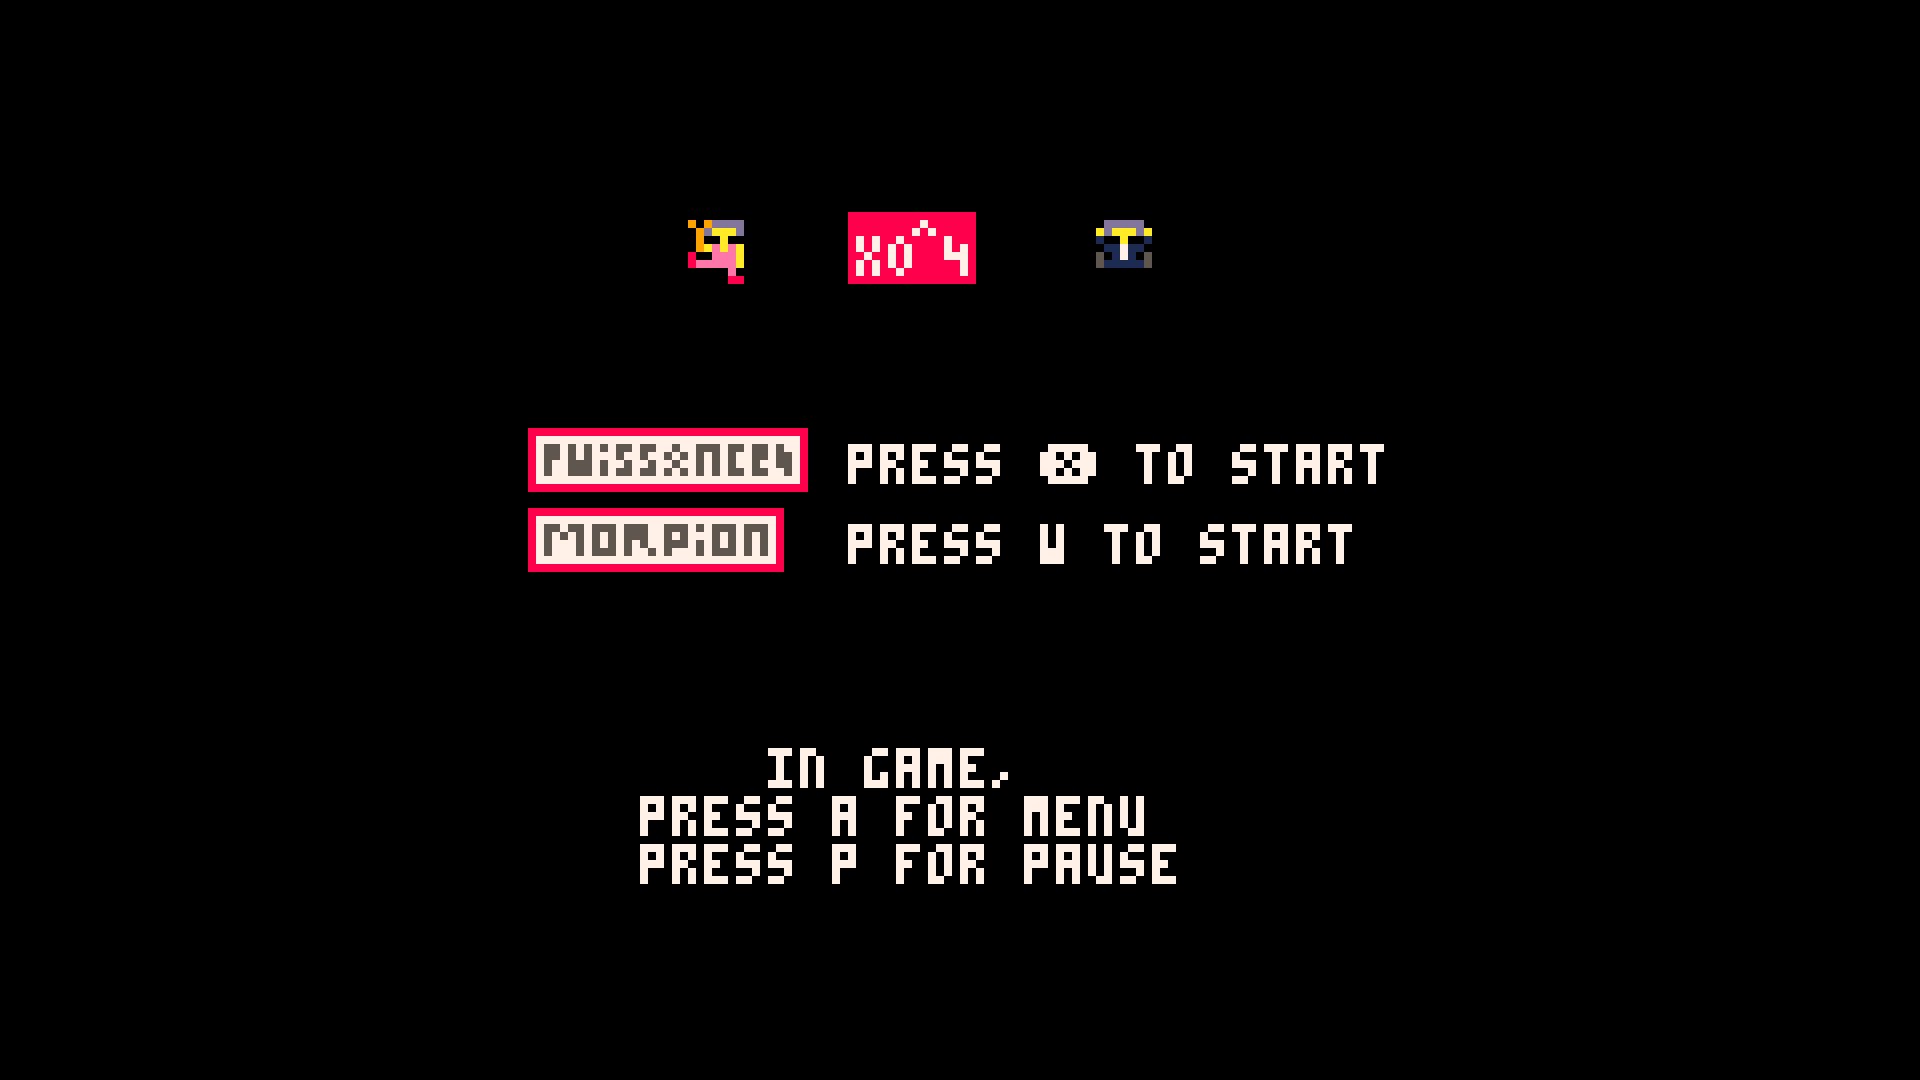 XO^4
PUiSSANCE4 PRESS ❎ TO START
MORPiON PRESS W TO START
IN GAME,
PRESS A FOR MENU
PRESS P FOR PAUSE